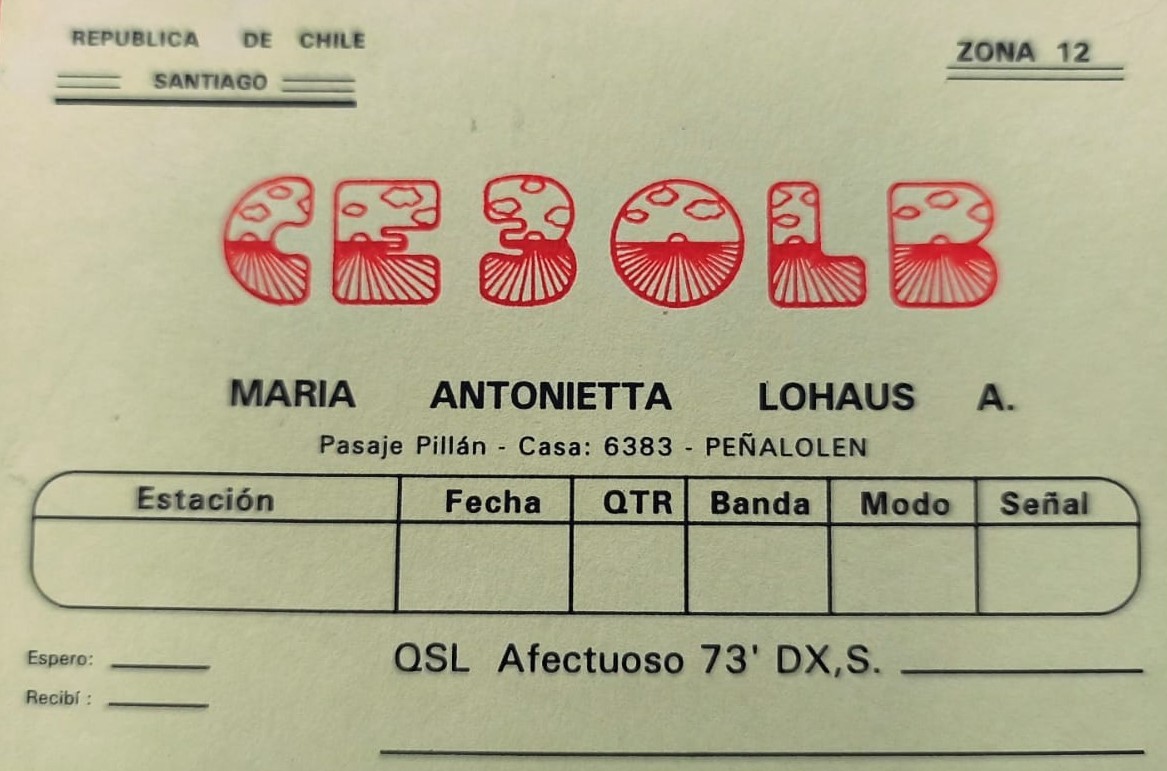 REPUBLICA DE CHILE
SANTIAGO
ZONA 12
CE3OLB
MARIA ANTONIETTA LOHAUS A.
Pasaje Pillán - Casa: 6383 - PEÑALOLEN
Estación Fecha QTR Banda Modo Señal
Espero:
QSL Afectuoso 73' DX,S.
Recibí :